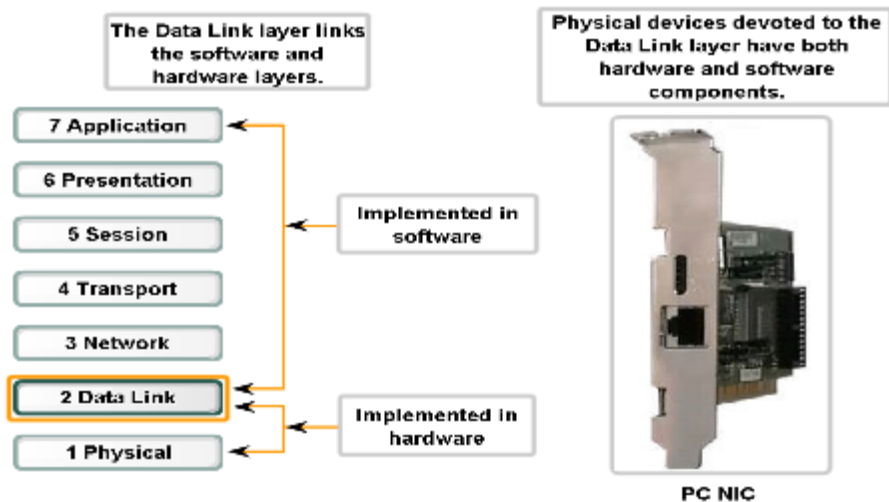 The Data Link layer links
the software and
hardware layers.
Physical devices devoted to the
Data Link layer have both
hardware and software
components.
7 Application
6 Presentation
5 Session
4 Transport
3 Network
2 Data Link
1 Physical
Implemented in
software
Implemented in
hardware
PC NIC